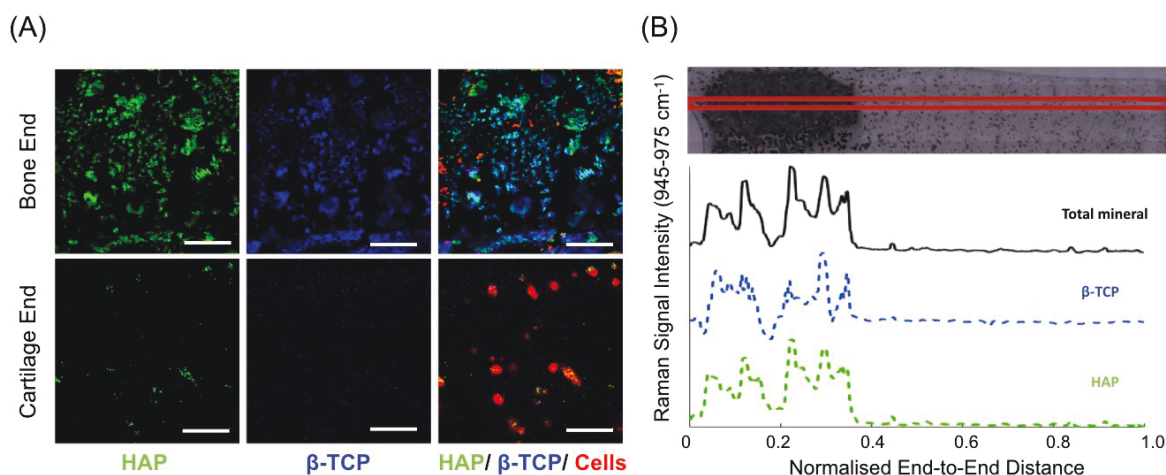 (A)
Bone End
Cartilage End
HAP
β-TCP
HAP/ β-TCP/ Cells
(B)
Raman Signal Intensity (945-975 cm⁻¹)
Total mineral
β-TCP
HAP
0 0.2 0.4 0.6 0.8 1.0
Normalised End-to-End Distance